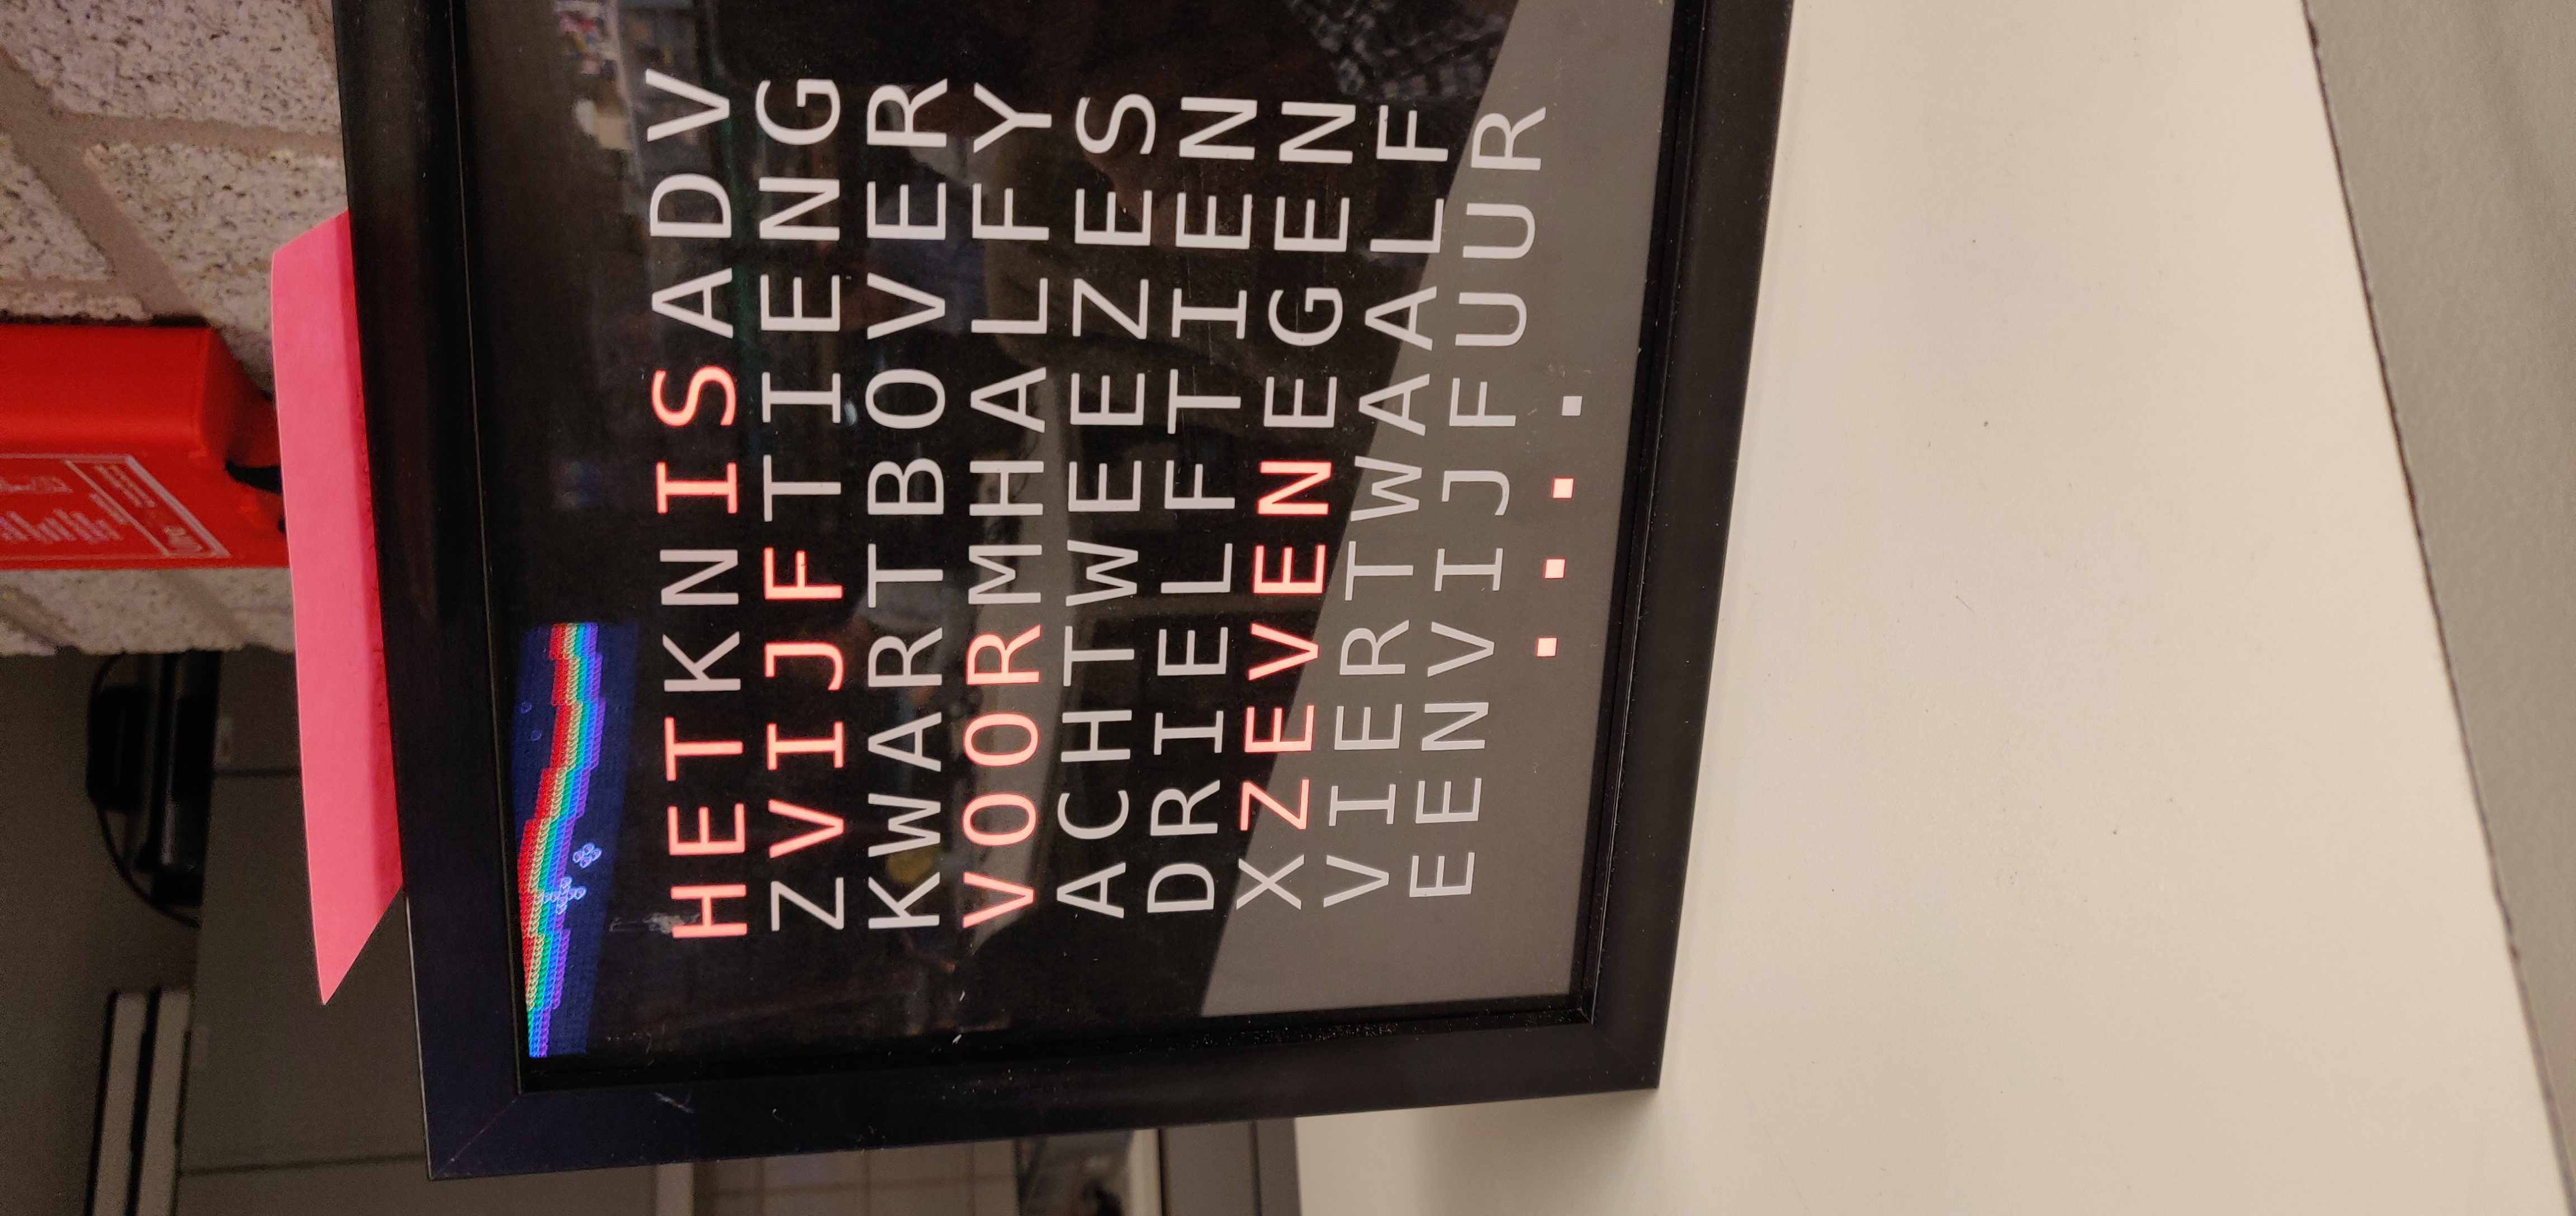 HETKNISADV
ZVIJFTIENG
KWARTBOVER
VOORMHALFY
ACHTWEEZES
DRIELFTIEN
XZEVENEGEN
VIERTWAALF
EENVIJFUUR